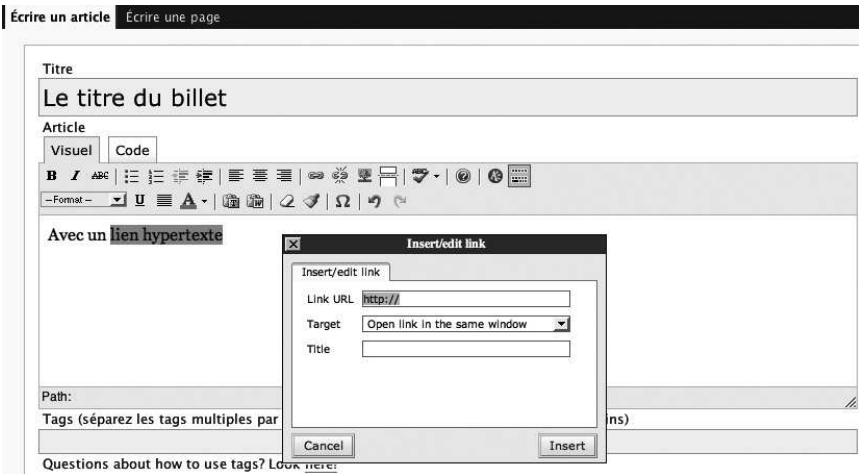 Écrire un article Écrire une page
Titre
Le titre du billet
Article
Visuel Code
B I ABC
--Format-- U A
Avec un lien hypertexte
Insert/edit link
Insert/edit link
Link URL http://
Target Open link in the same window
Title
Path:
Tags (séparez les tags multiples par ins)
Cancel Insert
Questions about how to use tags? Look here!